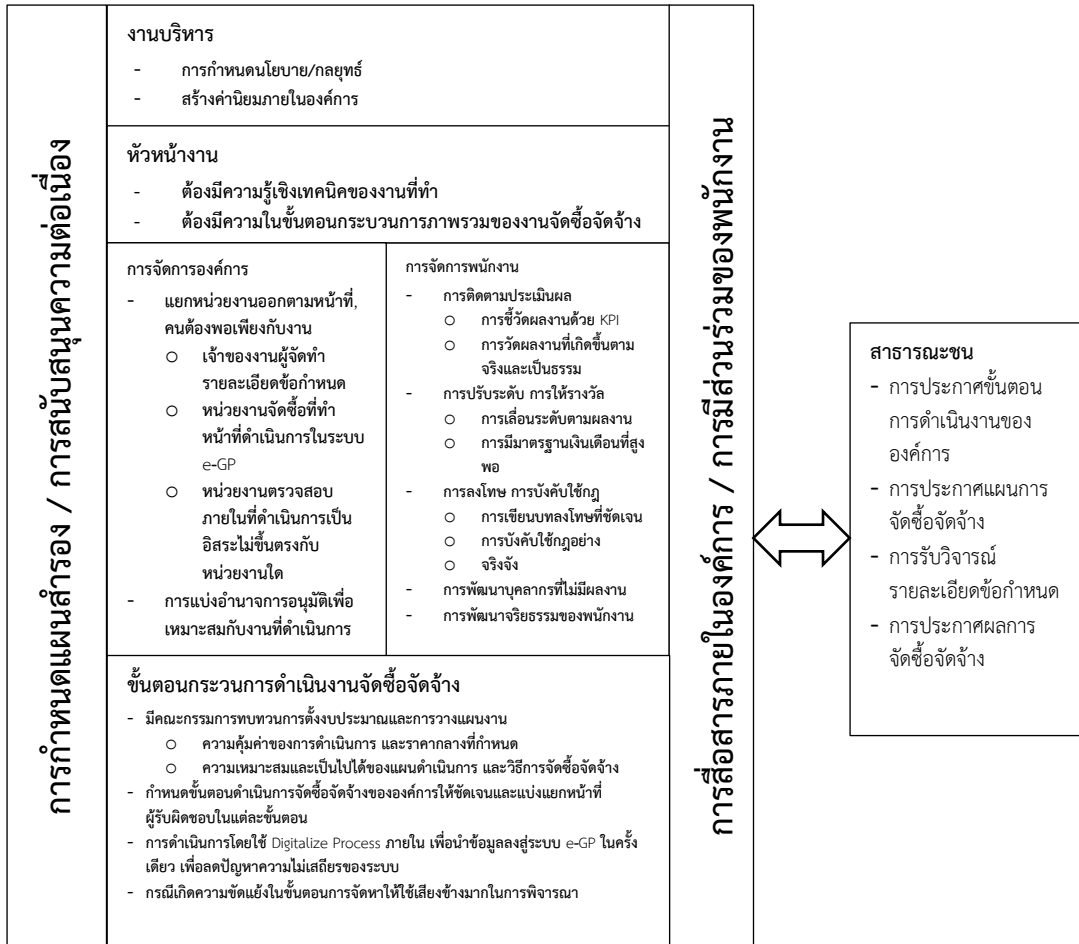 การกำหนดแผนสำรอง / การสนับสนุนความต่อเนื่อง
งานบริหาร
- การกำหนดนโยบาย/กลยุทธ์
- สร้างค่านิยมภายในองค์การ
หัวหน้างาน
- ต้องมีความรู้เชิงเทคนิคของงานที่ทำ
- ต้องมีความในขั้นตอนกระบวนการภาพรวมของงานจัดซื้อจัดจ้าง
การจัดการองค์การ
- แยกหน่วยงานออกตามหน้าที่,
คนต้องพอเพียงกับงาน
o เจ้าของงานผู้จัดทำ
รายละเอียดข้อกำหนด
o หน่วยงานจัดซื้อที่ทำ
หน้าที่ดำเนินการในระบบ
e-GP
o หน่วยงานตรวจสอบ
ภายในที่ดำเนินการเป็น
อิสระไม่ขึ้นตรงกับ
หน่วยงานใด
- การแบ่งอำนาจการอนุมัติเพื่อ
เหมาะสมกับงานที่ดำเนินการ
การจัดการพนักงาน
- การติดตามประเมินผล
o การชี้วัดผลงานด้วย KPI
o การวัดผลงานที่เกิดขึ้นตาม
จริงและเป็นธรรม
- การปรับระดับ การให้รางวัล
o การเลื่อนระดับตามผลงาน
o การมีมาตรฐานเงินเดือนที่สูง
พอ
- การลงโทษ การบังคับใช้กฎ
o การเขียนบทลงโทษที่ชัดเจน
o การบังคับใช้กฎอย่าง
o จริงจัง
- การพัฒนาบุคลากรที่ไม่มีผลงาน
- การพัฒนาจริยธรรมของพนักงาน
ขั้นตอนกระวนการดำเนินงานจัดซื้อจัดจ้าง
- มีคณะกรรมการทบทวนการตั้งงบประมาณและการวางแผนงาน
o ความคุ้มค่าของการดำเนินการ และราคากลางที่กำหนด
o ความเหมาะสมและเป็นไปได้ของแผนดำเนินการ และวิธีการจัดซื้อจัดจ้าง
- กำหนดขั้นตอนดำเนินการจัดซื้อจัดจ้างขององค์การให้ชัดเจนและแบ่งแยกหน้าที่
ผู้รับผิดชอบในแต่ละขั้นตอน
- การดำเนินการโดยใช้ Digitalize Process ภายใน เพื่อนำข้อมูลลงสู่ระบบ e-GP ในครั้ง
เดียว เพื่อลดปัญหาความไม่เสถียรของระบบ
- กรณีเกิดความขัดแย้งในขั้นตอนการจัดหาให้ใช้เสียงข้างมากในการพิจารณา
การสื่อสารภายในองค์การ / การมีส่วนร่วมของพนักงาน
สาธารณะชน
- การประกาศขั้นตอน
การดำเนินงานของ
องค์การ
- การประกาศแผนการ
จัดซื้อจัดจ้าง
- การรับวิจารณ์
รายละเอียดข้อกำหนด
- การประกาศผลการ
จัดซื้อจัดจ้าง